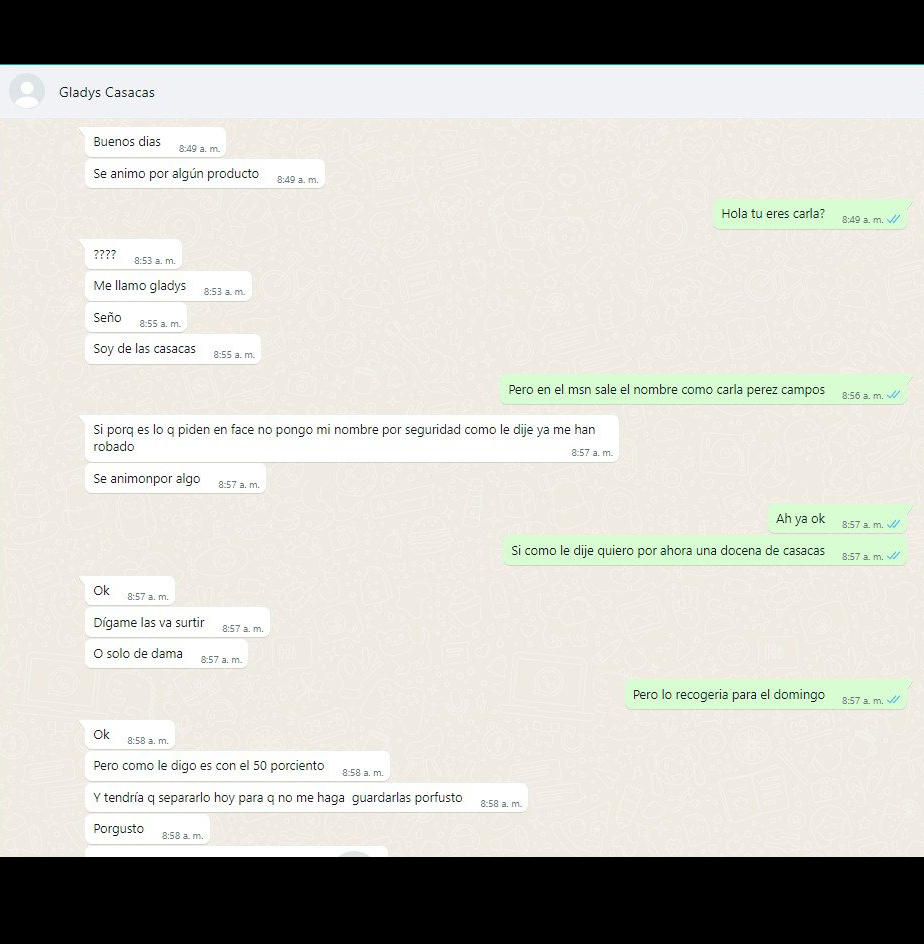 Gladys Casacas
Buenos dias
8:49 a. m.
Se animo por algún producto
8:49 a. m.
Hola tu eres carla?
8:49 a. m.
????
8:53 a. m.
Me llamo gladys
8:53 a. m.
Seño
8:55 a. m.
Soy de las casacas
8:55 a. m.
Pero en el msn sale el nombre como carla perez campos
8:56 a. m.
Si porq es lo q piden en face no pongo mi nombre por seguridad como le dije ya me han
robado
8:57 a. m.
Se animonpor algo
8:57 a. m.
Ah ya ok
8:57 a. m.
Si como le dije quiero por ahora una docena de casacas
8:57 a. m.
Ok
8:57 a. m.
Dígame las va surtir
8:57 a. m.
O solo de dama
8:57 a. m.
Pero lo recogeria para el domingo
8:57 a. m.
Ok
8:58 a. m.
Pero como le digo es con el 50 porciento
8:58 a. m.
Y tendría q separarlo hoy para q no me haga guardarlas porfusto
8:58 a. m.
Porgusto
8:58 a. m.